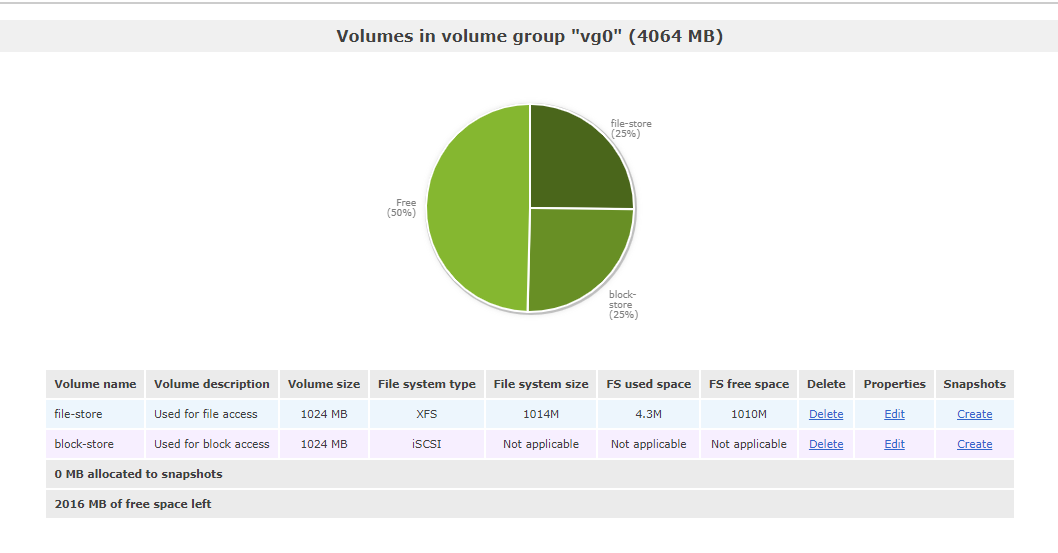 Volumes in volume group "vg0" (4064 MB)
file-store
(25%)
Free
(50%)
block-
store
(25%)
Volume name Volume description Volume size File system type File system size FS used space FS free space Delete Properties Snapshots
file-store Used for file access 1024 MB XFS 1014M 4.3M 1010M Delete Edit Create
block-store Used for block access 1024 MB iSCSI Not applicable Not applicable Not applicable Delete Edit Create
0 MB allocated to snapshots
2016 MB of free space left